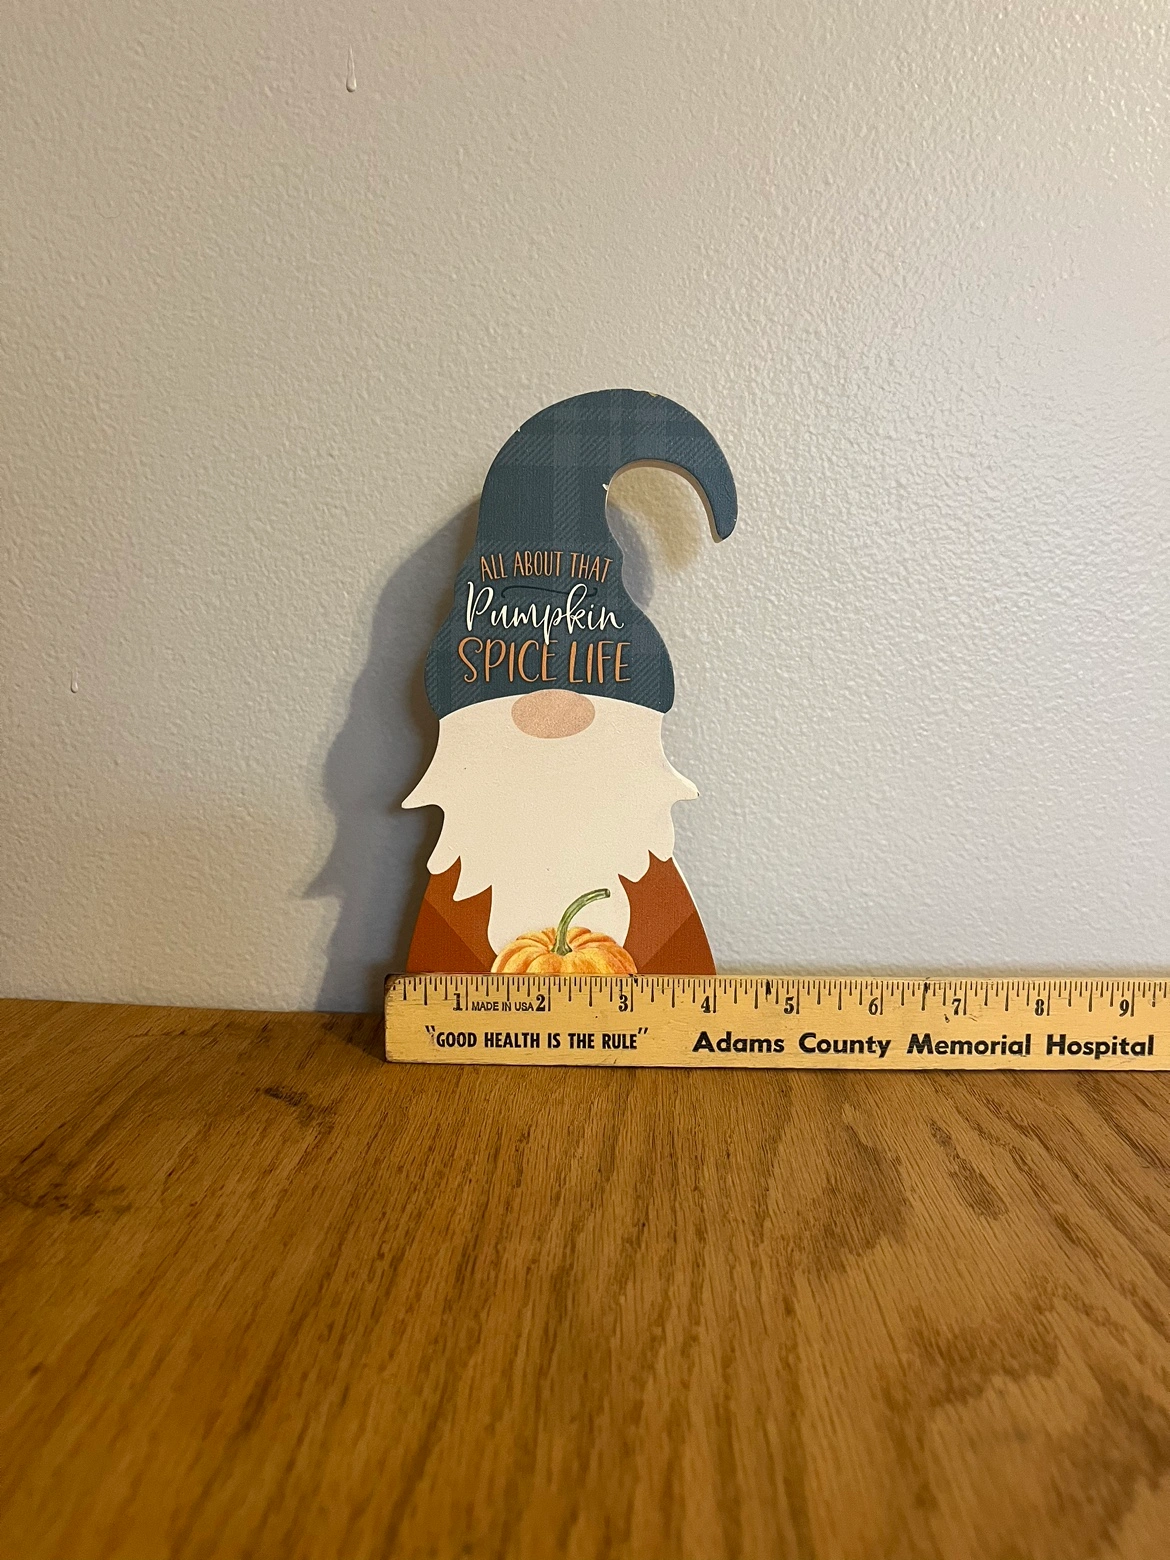 ALL ABOUT THAT
Pumpkin
SPICE LIFE
1 MADE IN USA 2 3 4 5 6 7 8 9
"GOOD HEALTH IS THE RULE" Adams County Memorial Hospital